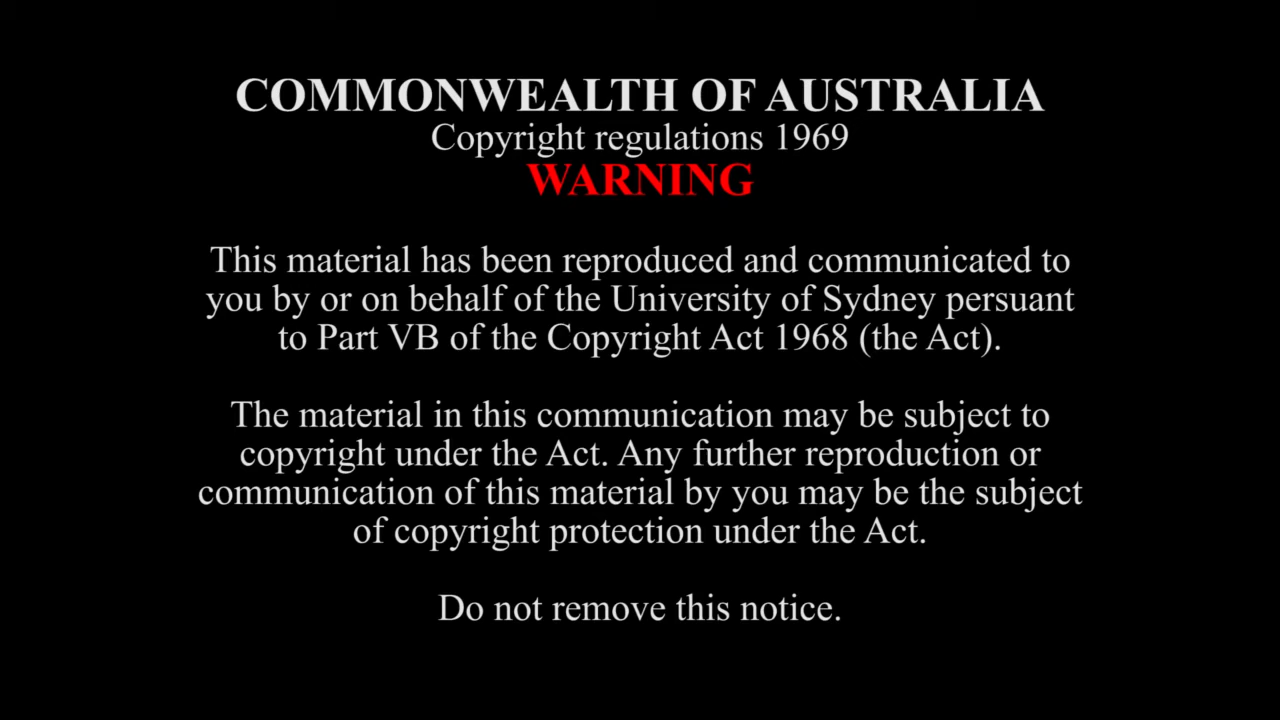 COMMONWEALTH OF AUSTRALIA
Copyright regulations 1969
WARNING
This material has been reproduced and communicated to
you by or on behalf of the University of Sydney persuant
to Part VB of the Copyright Act 1968 (the Act).
The material in this communication may be subject to
copyright under the Act. Any further reproduction or
communication of this material by you may be the subject
of copyright protection under the Act.
Do not remove this notice.